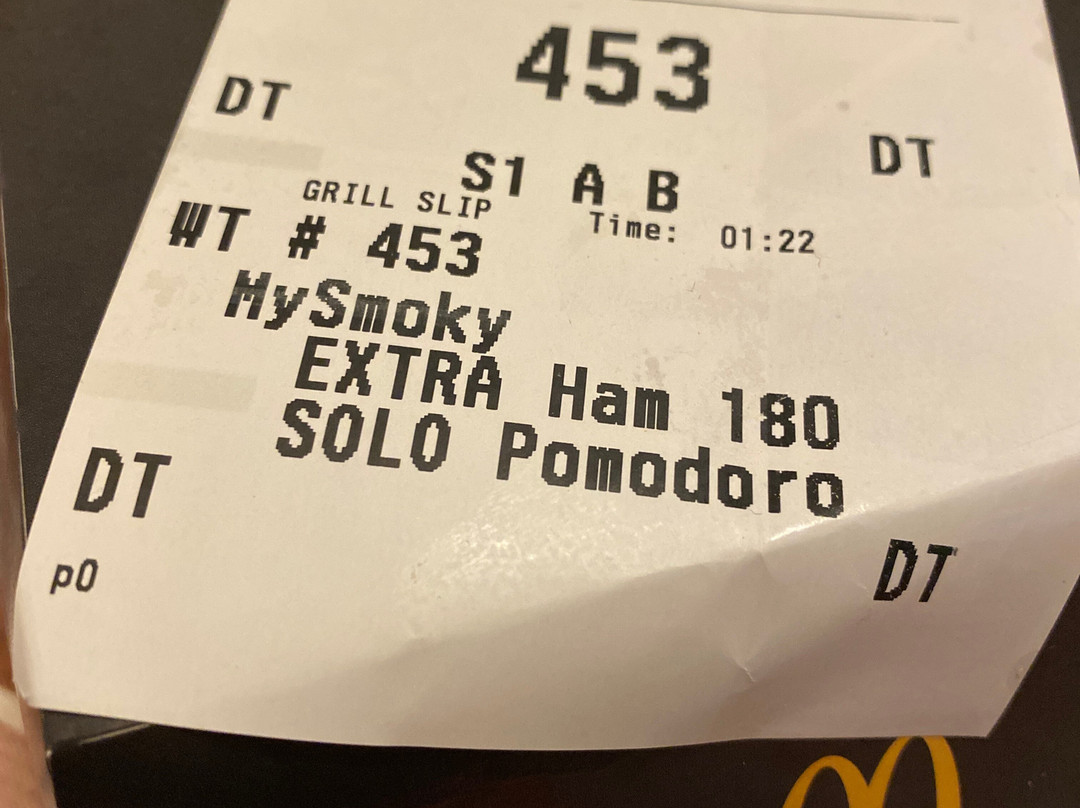 453
DT DT
S1 A B
GRILL SLIP Time: 01:22
WT # 453
MySmoky
EXTRA Ham 180
SOLO Pomodoro
DT DT
p0